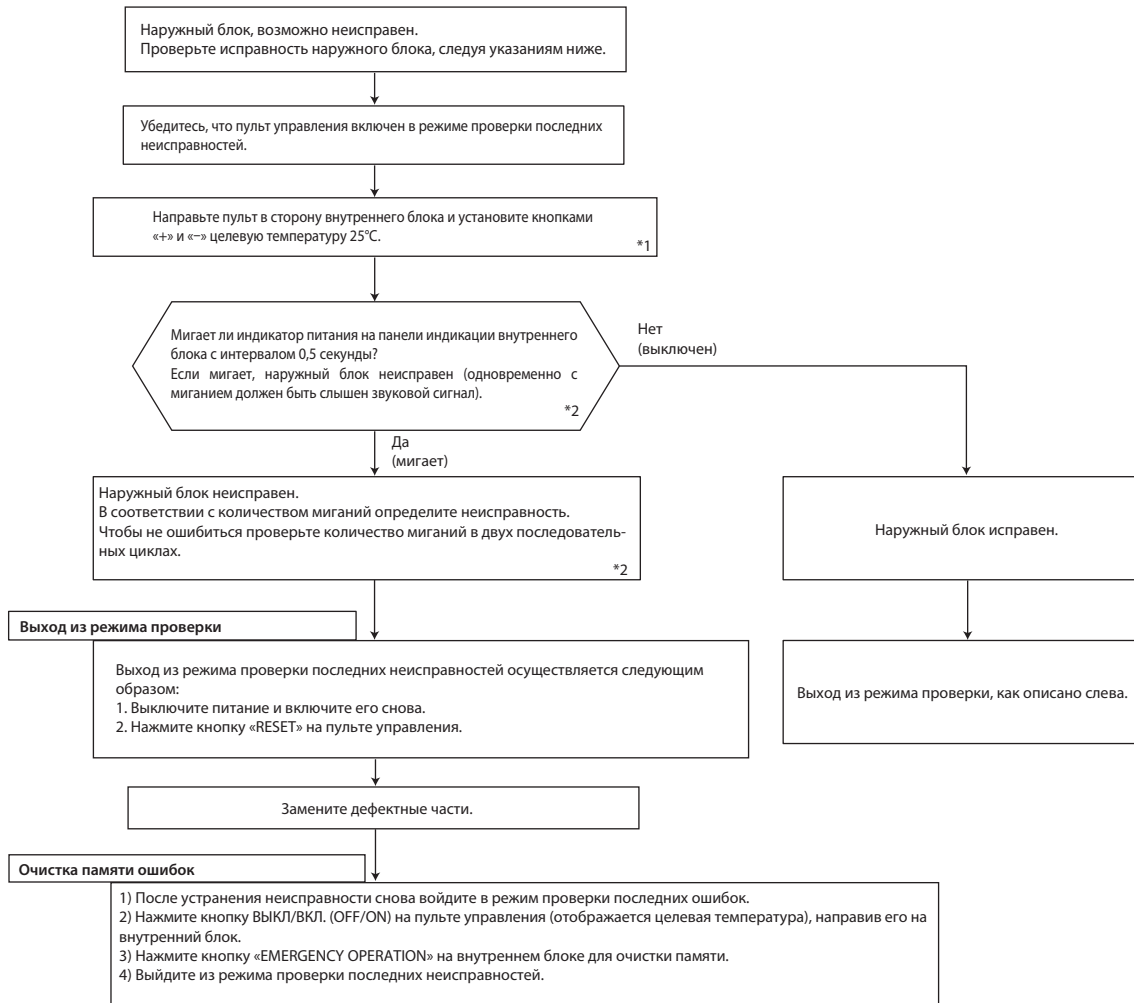 Наружный блок, возможно неисправен.
Проверьте исправность наружного блока, следуя указаниям ниже.
Убедитесь, что пульт управления включен в режиме проверки последних
неисправностей.
Направьте пульт в сторону внутреннего блока и установите кнопками
«+» и «–» целевую температуру 25°C.
*1
Мигает ли индикатор питания на панели индикации внутреннего
блока с интервалом 0,5 секунды?
Если мигает, наружный блок неисправен (одновременно с
миганием должен быть слышен звуковой сигнал).
*2
Нет
(выключен)
Да
(мигает)
Наружный блок неисправен.
В соответствии с количеством миганий определите неисправность.
Чтобы не ошибиться проверьте количество миганий в двух последователь-
ных циклах.
*2
Наружный блок исправен.
Выход из режима проверки
Выход из режима проверки последних неисправностей осуществляется следующим
образом:
1. Выключите питание и включите его снова.
2. Нажмите кнопку «RESET» на пульте управления.
Выход из режима проверки, как описано слева.
Замените дефектные части.
Очистка памяти ошибок
1) После устранения неисправности снова войдите в режим проверки последних ошибок.
2) Нажмите кнопку ВЫКЛ/ВКЛ. (OFF/ON) на пульте управления (отображается целевая температура), направив его на
внутренний блок.
3) Нажмите кнопку «EMERGENCY OPERATION» на внутреннем блоке для очистки памяти.
4) Выйдите из режима проверки последних неисправностей.